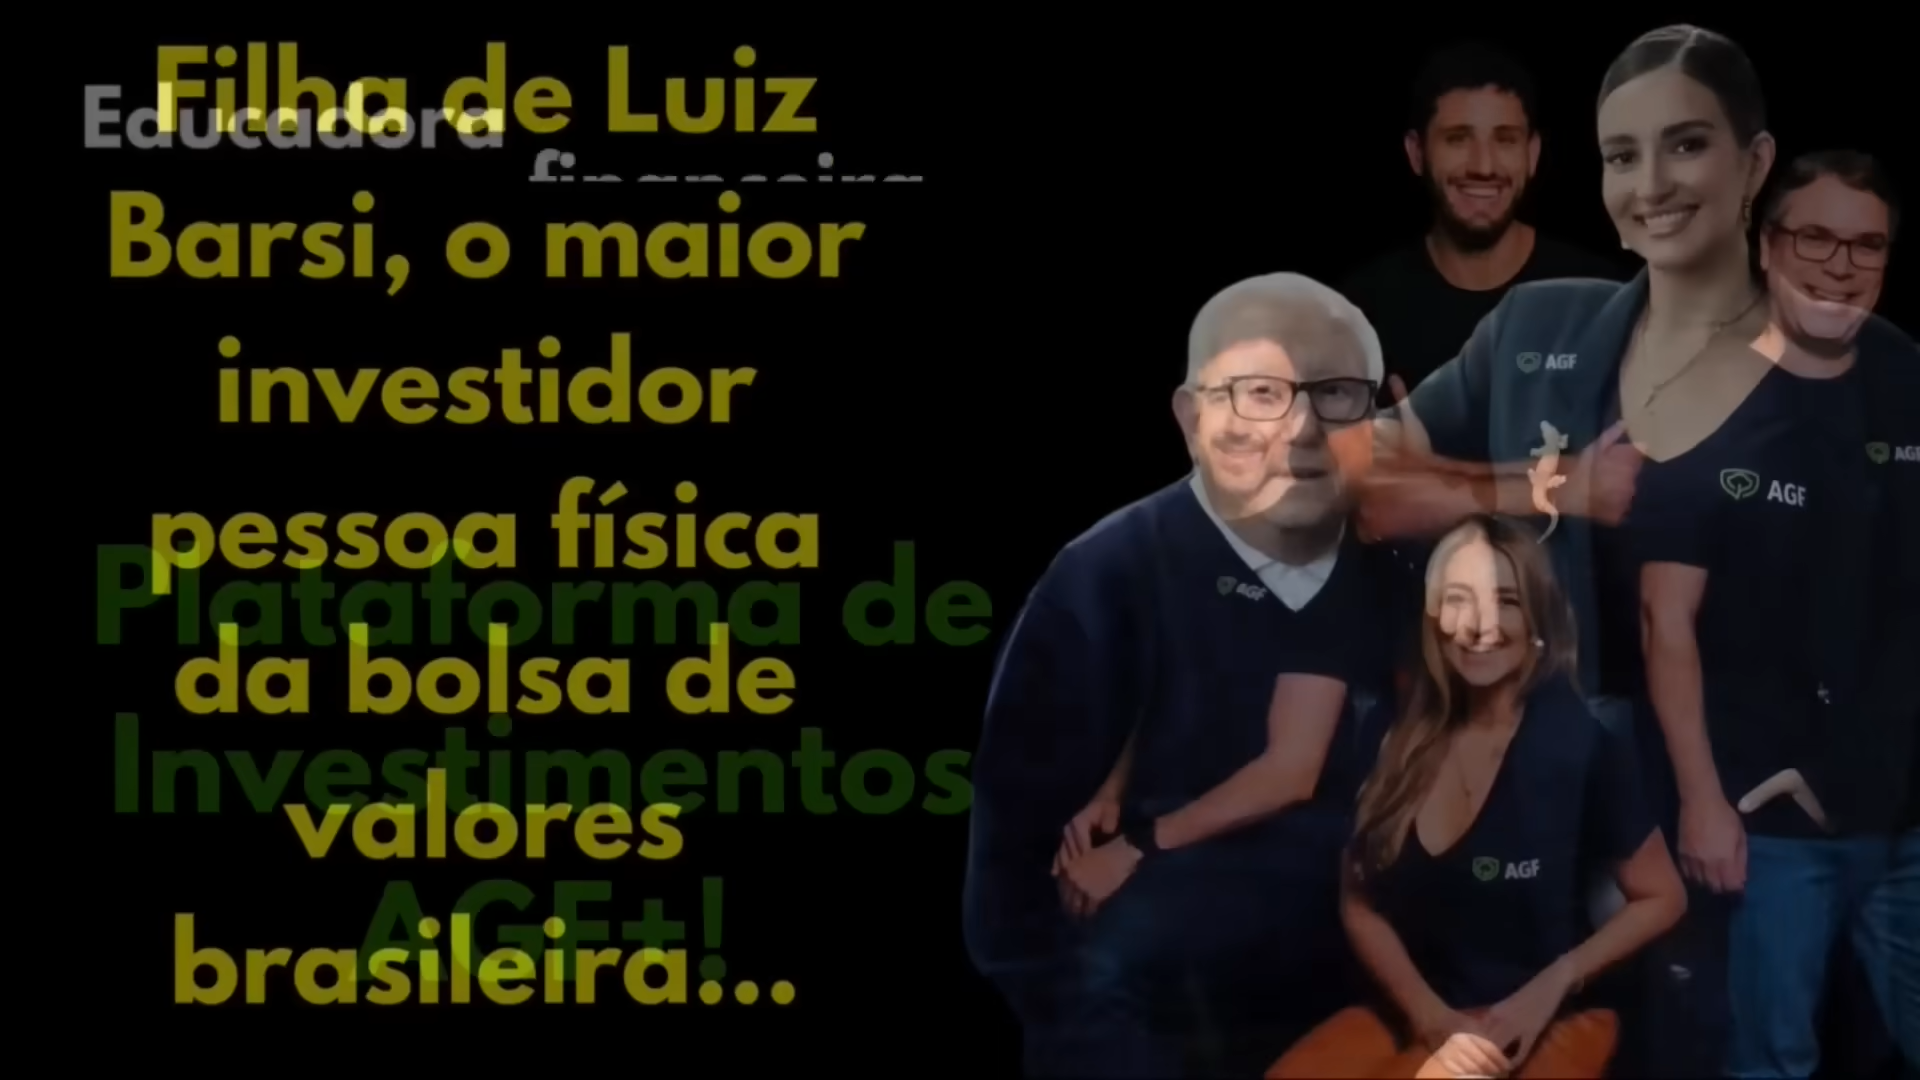 Filha de Luiz
Educadora
financeira
Barsi, o maior
investidor
pessoa física
Plataforma de
da bolsa de
Investimentos
valores
AGF+!
brasileira...
AGF
AGF
AGF
AGF
AGF